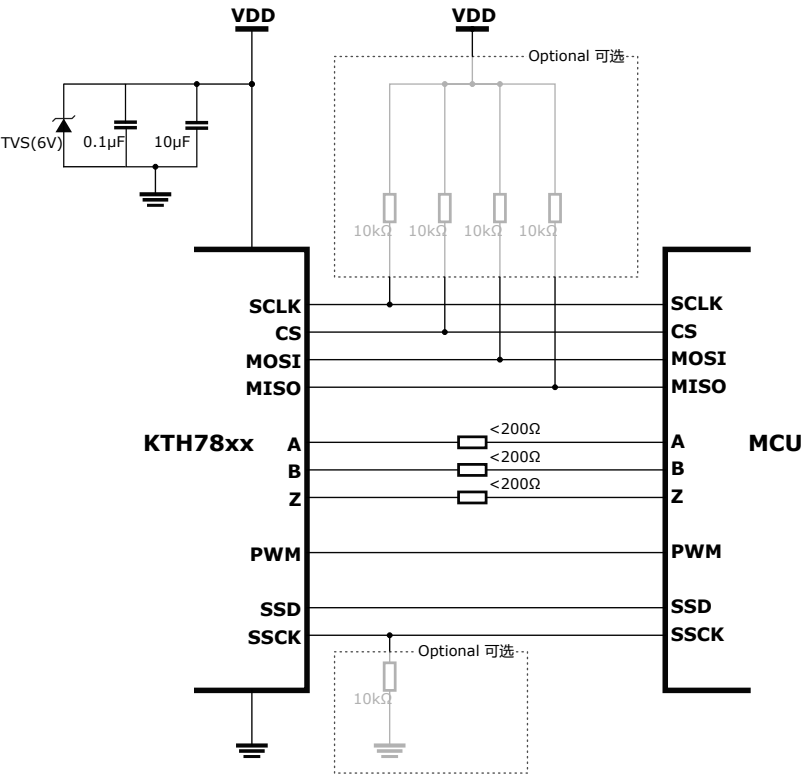 VDD
VDD
Optional 可选
TVS(6V)
0.1μF
10μF
10kΩ
10kΩ
10kΩ
10kΩ
SCLK
SCLK
CS
CS
MOSI
MOSI
MISO
MISO
<200Ω
KTH78xx
A
A
MCU
<200Ω
B
B
<200Ω
Z
Z
PWM
PWM
SSD
SSD
SSCK
SSCK
Optional 可选
10kΩ